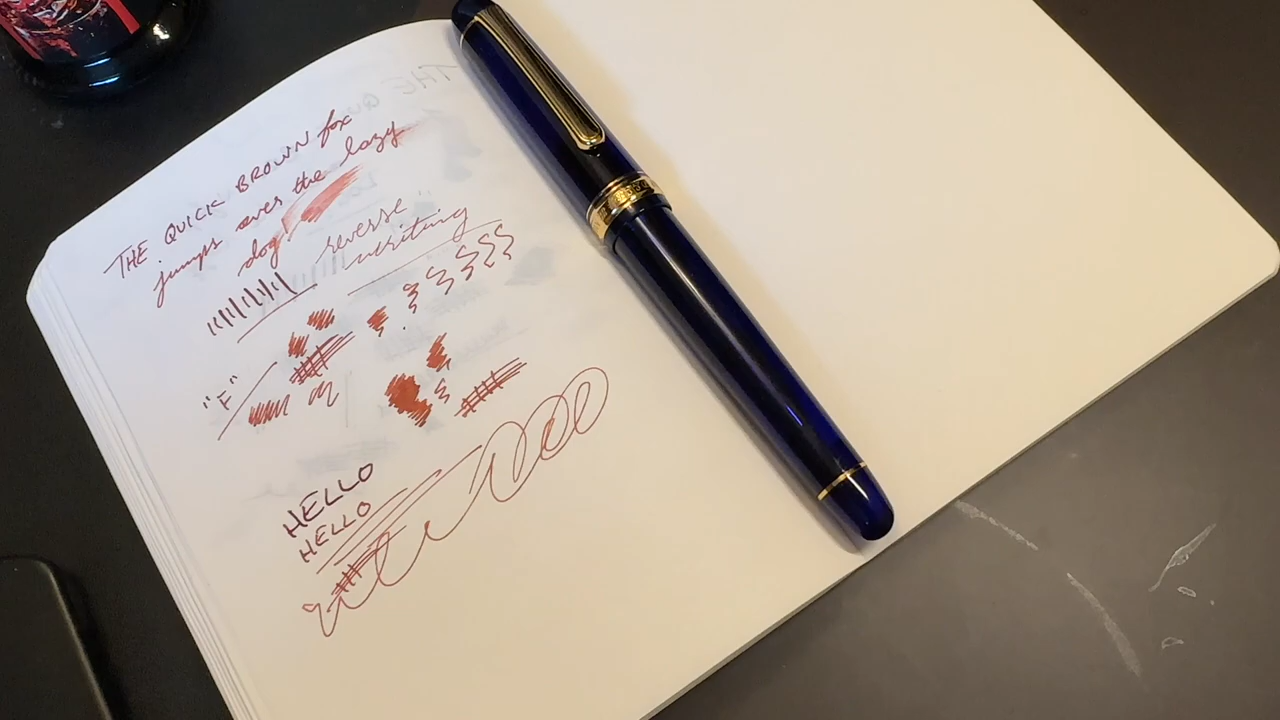 THE QUICK BROWN fox
jumps over the lazy
dog!
reverse "
writing
"F"
HELLO
HELLO